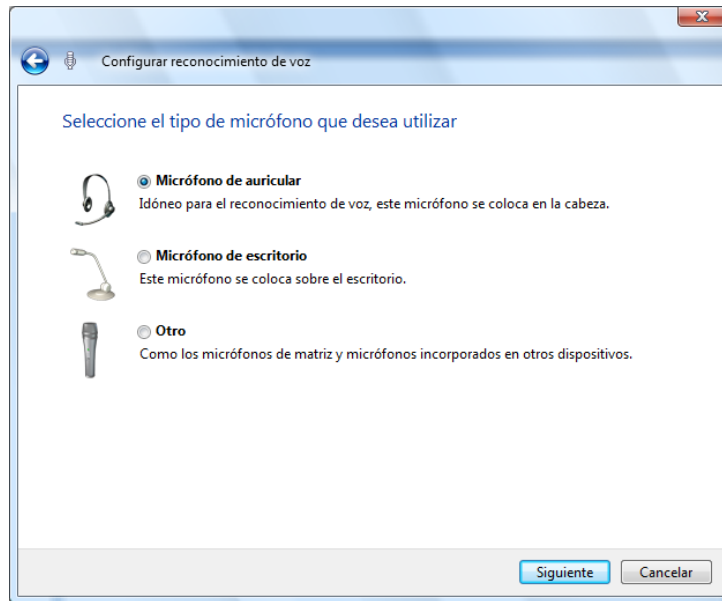 Configurar reconocimiento de voz
Seleccione el tipo de micrófono que desea utilizar
Micrófono de auricular
Idóneo para el reconocimiento de voz, este micrófono se coloca en la cabeza.
Micrófono de escritorio
Este micrófono se coloca sobre el escritorio.
Otro
Como los micrófonos de matriz y micrófonos incorporados en otros dispositivos.
Siguiente Cancelar